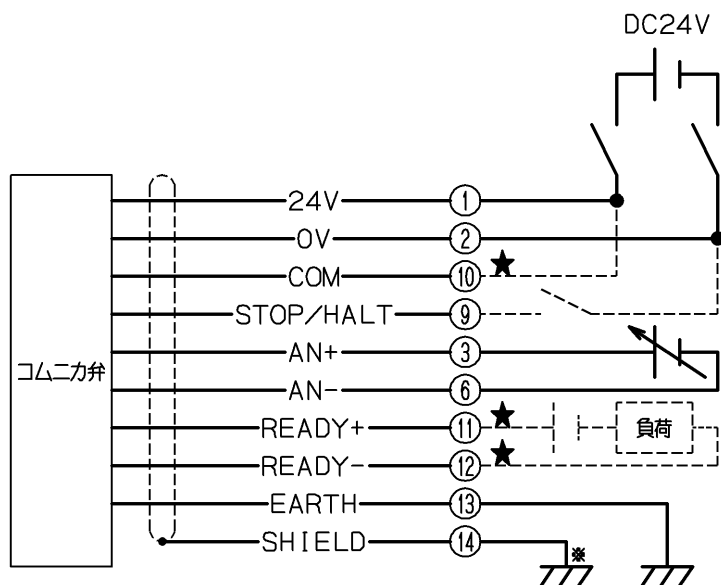 DC24V
24V ①
0V ②
COM ⑩ ★
STOP/HALT ⑨
コムニカ弁
AN+ ③
AN- ⑥
READY+ ⑪ ★ 負荷
READY- ⑫ ★
EARTH ⑬
SHIELD ⑭ ※